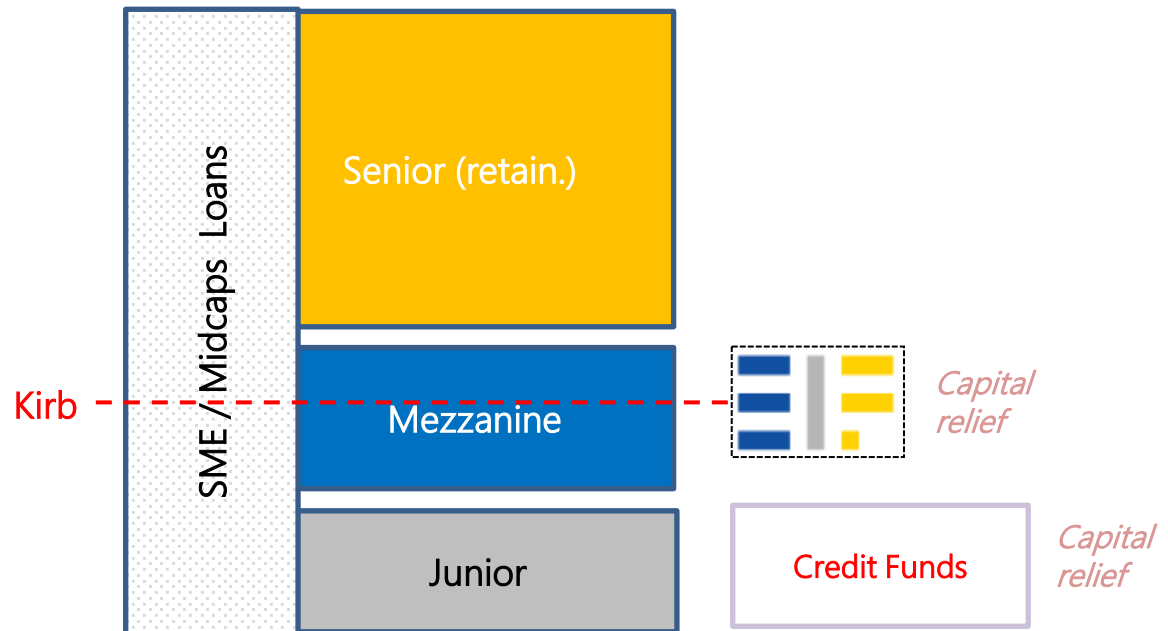 SME / Midcaps Loans
Senior (retain.)
Kirb
Mezzanine
Capital
relief
Junior
Credit Funds
Capital
relief